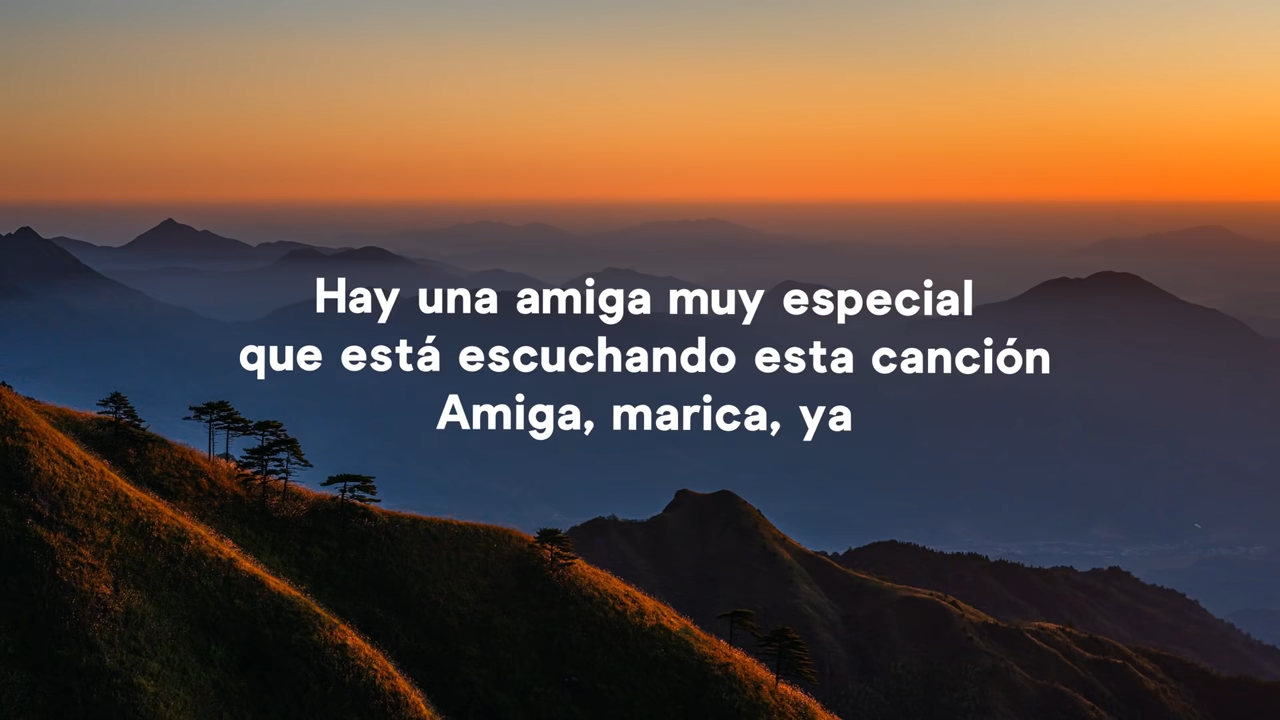 Hay una amiga muy especial
que está escuchando esta canción
Amiga, marica, ya